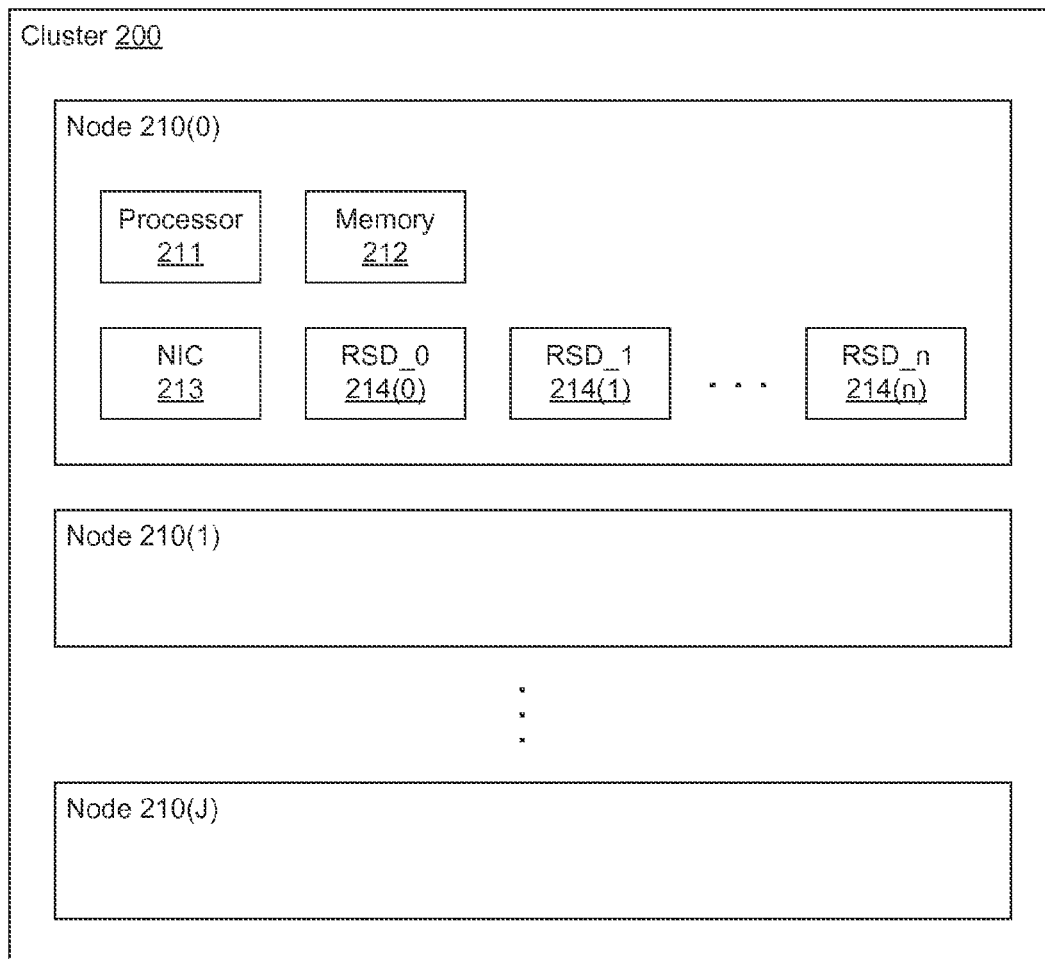 Cluster 200
Node 210(0)
Processor
211
Memory
212
NIC
213
RSD_0
214(0)
RSD_1
214(1)
. . .
RSD_n
214(n)
Node 210(1)
Node 210(J)